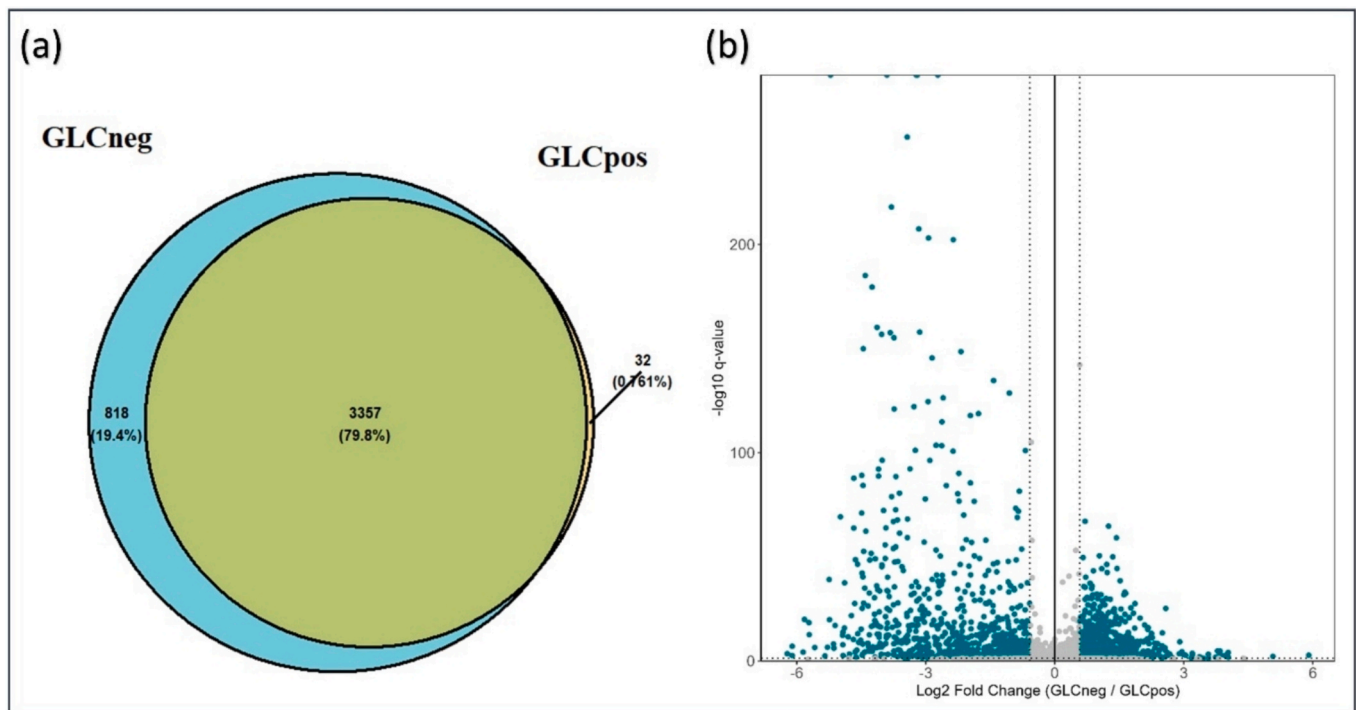 (a)
GLCneg
GLCpos
818
(19.4%)
3357
(79.8%)
32
(0.761%)
(b)
-log10 q-value
200
100
0
-6
-3
0
3
6
Log2 Fold Change (GLCneg / GLCpos)